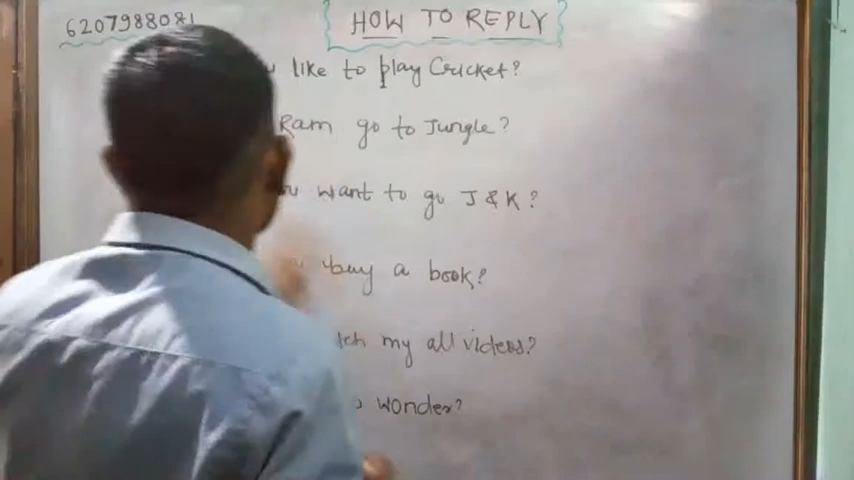 6207988081
HOW TO REPLY
like to play Cricket?
Ram go to Jungle?
want to go J & K?
buy a book?
my all videos?
wonder?